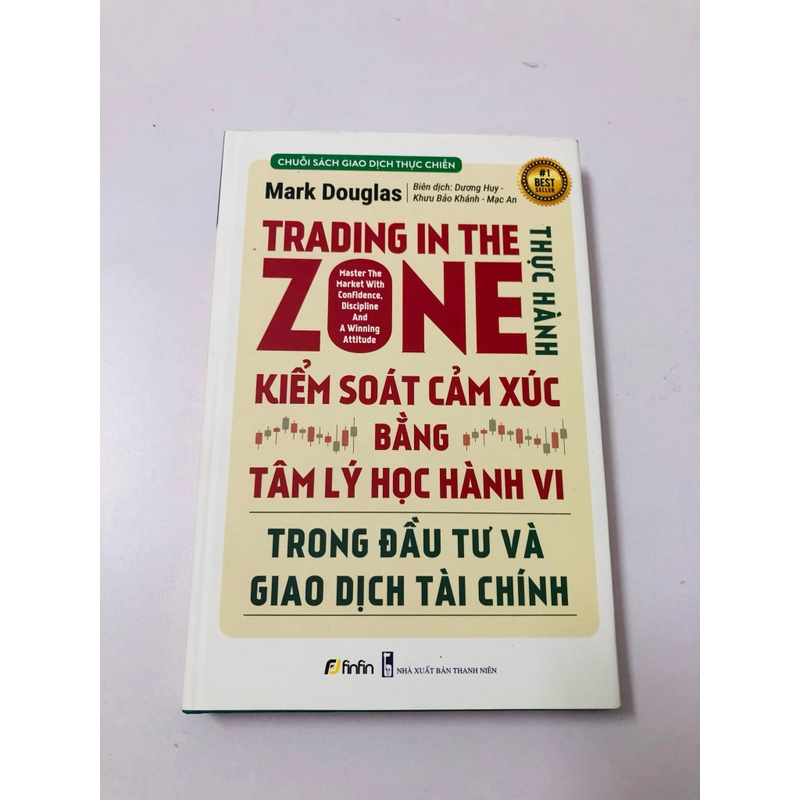 CHUỖI SÁCH GIAO DỊCH THỰC CHIẾN
Mark Douglas
Biên dịch: Dương Huy -
Khưu Bảo Khánh - Mạc An
#1
BEST
SELLER
TRADING IN THE
ZONE
Master The
Market With
Confidence,
Discipline
And
A Winning
Attitude
THỰC HÀNH
KIỂM SOÁT CẢM XÚC
BẰNG
TÂM LÝ HỌC HÀNH VI
TRONG ĐẦU TƯ VÀ
GIAO DỊCH TÀI CHÍNH
finfin
NHÀ XUẤT BẢN THANH NIÊN